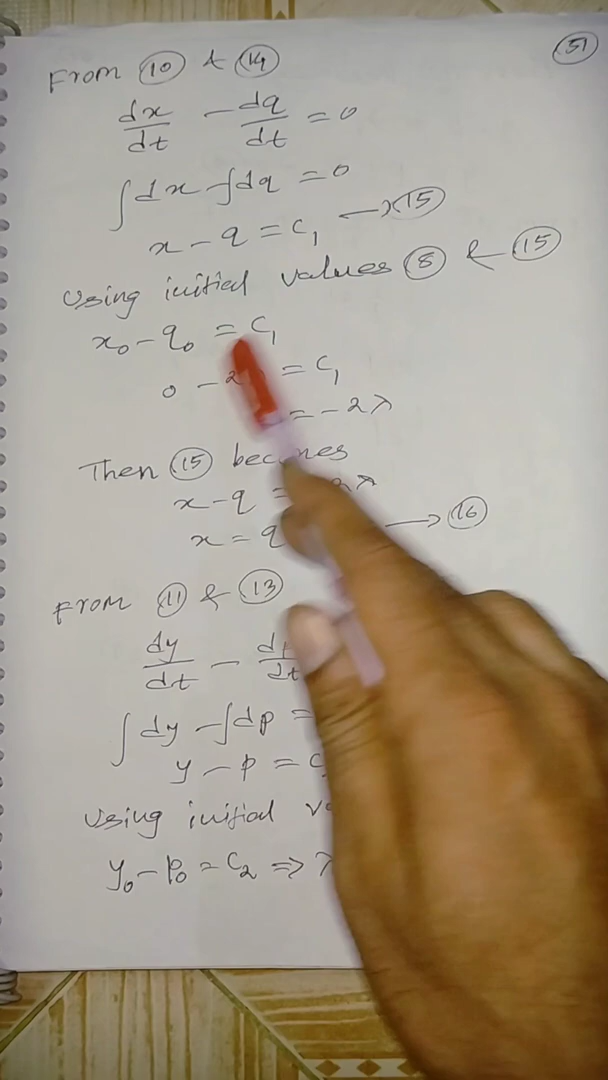 51
From (10) & (14)
dx/dt - dq/dt = 0
∫dx - ∫dq = 0
x - q = c₁ → (15)
Using initial values (8) & (15)
x₀ - q₀ = c₁
0 - 2 = c₁
= -2λ
Then (15) becomes
x - q = λ
x = q → (16)
From (11) & (13)
dy/dt - d/dt
∫dy - ∫dp =
y - p = c
Using initial
y₀ - p₀ = c₂ ⇒ λ